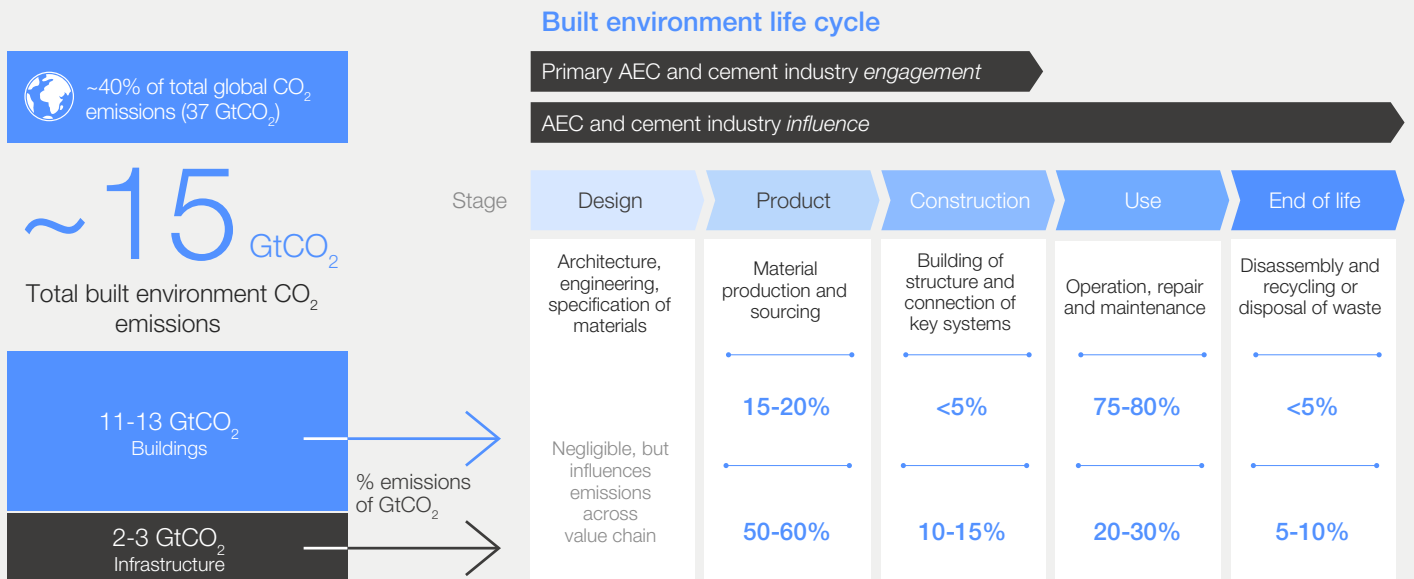 Built environment life cycle
~40% of total global CO₂
emissions (37 GtCO₂)
~15 GtCO₂
Total built environment CO₂
emissions
11-13 GtCO₂
Buildings
2-3 GtCO₂
Infrastructure
% emissions
of GtCO₂
Primary AEC and cement industry engagement
AEC and cement industry influence
Stage
Design
Product
Construction
Use
End of life
Architecture,
engineering,
specification of
materials
Negligible, but
influences
emissions
across
value chain
Material
production and
sourcing
15-20%
50-60%
Building of
structure and
connection of
key systems
<5%
10-15%
Operation, repair
and maintenance
75-80%
20-30%
Disassembly and
recycling or
disposal of waste
<5%
5-10%